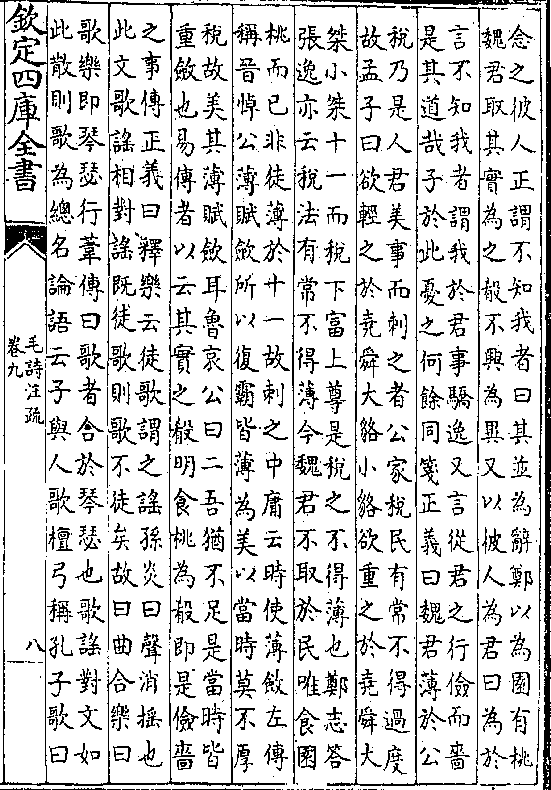 念之彼人正謂不知我者曰其並為辭鄭以為園有桃
魏君取其實為之殽不興為異又以彼人為君曰為於
言不知我者謂我於君事驕逸又言從君之行儉而嗇
是其道哉子於此憂之何餘同箋正義曰魏君薄於公
稅乃是人君美事而刺之者公家稅民有常不得過度
故孟子曰欲輕之於堯舜大貉小貉欲重之於堯舜大
桀小桀十一而稅下富上尊是稅之不得薄也鄭志答
張逸亦云稅法有常不得薄今魏君不取於民唯食園
桃而已非徒薄於十一故刺之中庸云時使薄斂左傳
稱晉悼公薄賦斂所以復霸皆薄為美以當時莫不厚
稅故美其薄賦斂耳魯哀公曰二吾猶不足是當時皆
重斂也易傳者以云其實之殽明食桃為殽即是儉嗇
之事傳正義曰釋樂云徒歌謂之謠孫炎曰聲消搖也
此文歌謠相對謠既徒歌則歌不徒矣故曰曲合樂曰
歌樂即琴瑟行葦傳曰歌者合於琴瑟也歌謠對文如
此散則歌為總名論語云子與人歌檀弓稱孔子歌曰
欽定四庫全書
毛詩注疏
卷九
八